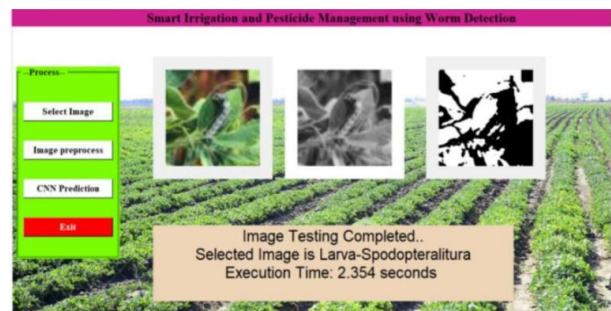 Smart Irrigation and Pesticide Management using Worm Detection
--Process--
Select Image
Image preprocess
CNN Prediction
Exit
Image Testing Completed..
Selected Image is Larva-Spodopteralitura
Execution Time: 2.354 seconds